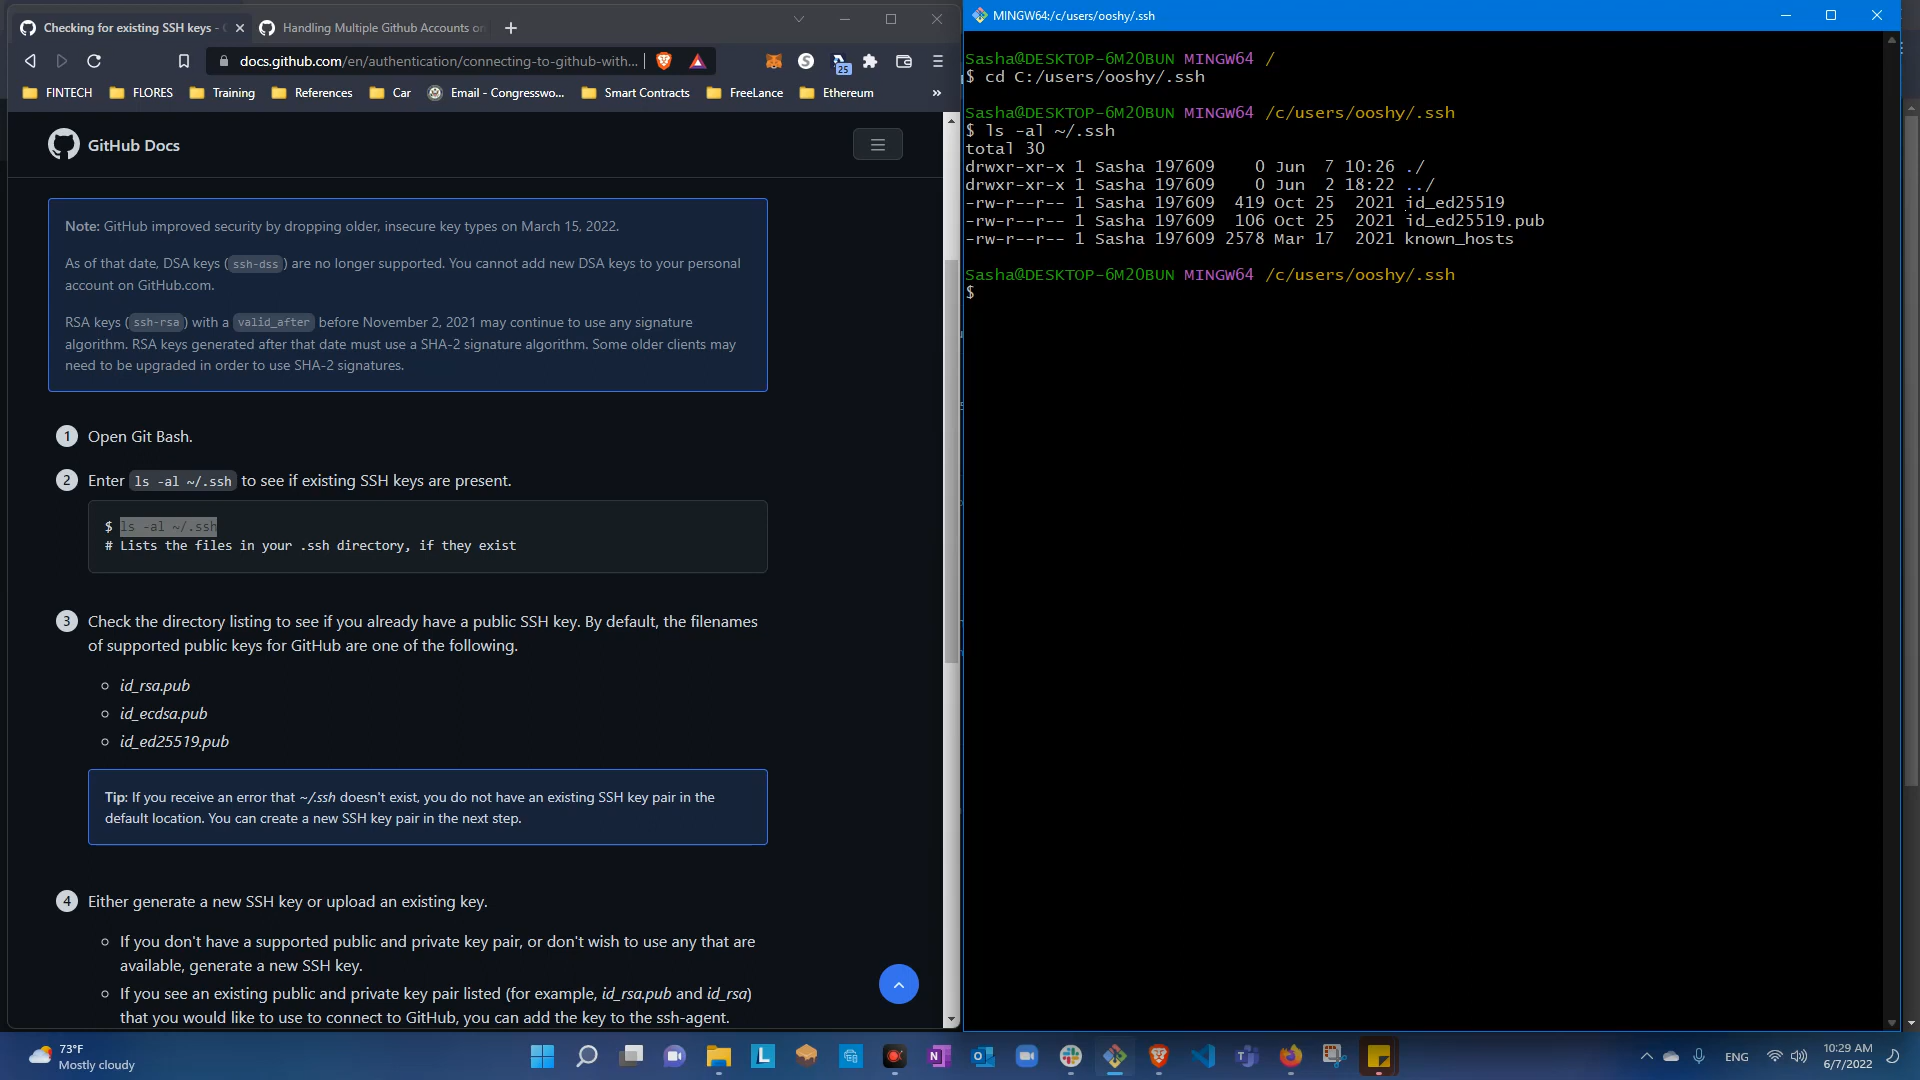 Checking for existing SSH keys -
Handling Multiple Github Accounts on
docs.github.com/en/authentication/connecting-to-github-with...
25
FINTECH
FLORES
Training
References
Car
Email - Congresswo...
Smart Contracts
FreeLance
Ethereum
»
GitHub Docs
Note: GitHub improved security by dropping older, insecure key types on March 15, 2022.
As of that date, DSA keys (ssh-dss) are no longer supported. You cannot add new DSA keys to your personal
account on GitHub.com.
RSA keys (ssh-rsa) with a valid_after before November 2, 2021 may continue to use any signature
algorithm. RSA keys generated after that date must use a SHA-2 signature algorithm. Some older clients may
need to be upgraded in order to use SHA-2 signatures.
1 Open Git Bash.
2 Enter ls -al ~/.ssh to see if existing SSH keys are present.
$ ls -al ~/.ssh
# Lists the files in your .ssh directory, if they exist
3 Check the directory listing to see if you already have a public SSH key. By default, the filenames
of supported public keys for GitHub are one of the following.
id_rsa.pub
id_ecdsa.pub
id_ed25519.pub
Tip: If you receive an error that ~/.ssh doesn't exist, you do not have an existing SSH key pair in the
default location. You can create a new SSH key pair in the next step.
4 Either generate a new SSH key or upload an existing key.
If you don't have a supported public and private key pair, or don't wish to use any that are
available, generate a new SSH key.
If you see an existing public and private key pair listed (for example, id_rsa.pub and id_rsa)
that you would like to use to connect to GitHub, you can add the key to the ssh-agent.
MINGW64:/c/users/ooshy/.ssh
Sasha@DESKTOP-6M2OBUN MINGW64 /
$ cd C:/users/ooshy/.ssh
Sasha@DESKTOP-6M2OBUN MINGW64 /c/users/ooshy/.ssh
$ ls -al ~/.ssh
total 30
drwxr-xr-x 1 Sasha 197609    0 Jun  7 10:26 ./
drwxr-xr-x 1 Sasha 197609    0 Jun  2 18:22 ../
-rw-r--r-- 1 Sasha 197609  419 Oct 25  2021 id_ed25519
-rw-r--r-- 1 Sasha 197609  106 Oct 25  2021 id_ed25519.pub
-rw-r--r-- 1 Sasha 197609 2578 Mar 17  2021 known_hosts
Sasha@DESKTOP-6M2OBUN MINGW64 /c/users/ooshy/.ssh
$
73°F
Mostly cloudy
ENG
10:29 AM
6/7/2022